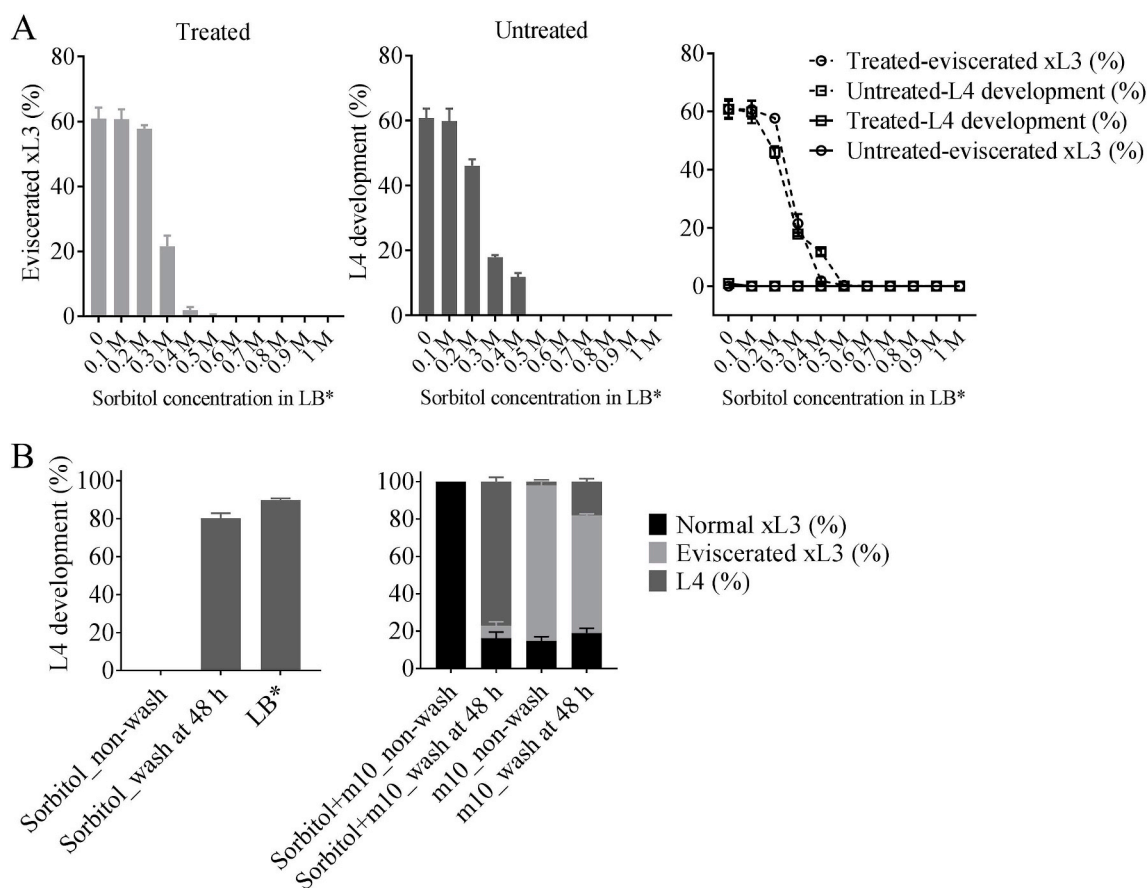 A
Treated
Eviscerated xL3 (%)
80
60
40
20
0
0
0.1 M
0.2 M
0.3 M
0.4 M
0.5 M
0.6 M
0.7 M
0.8 M
0.9 M
1 M
Sorbitol concentration in LB*
Untreated
L4 development (%)
80
60
40
20
0
0
0.1 M
0.2 M
0.3 M
0.4 M
0.5 M
0.6 M
0.7 M
0.8 M
0.9 M
1 M
Sorbitol concentration in LB*
80
60
40
20
0
Treated-eviscerated xL3 (%)
Untreated-L4 development (%)
Treated-L4 development (%)
Untreated-eviscerated xL3 (%)
0
0.1 M
0.2 M
0.3 M
0.4 M
0.5 M
0.6 M
0.7 M
0.8 M
0.9 M
1 M
Sorbitol concentration in LB*
B
L4 development (%)
100
80
60
40
20
0
Sorbitol_non-wash
Sorbitol_wash at 48 h
LB*
100
80
60
40
20
0
Normal xL3 (%)
Eviscerated xL3 (%)
L4 (%)
Sorbitol+m10_non-wash
Sorbitol+m10_wash at 48 h
m10_non-wash
m10_wash at 48 h